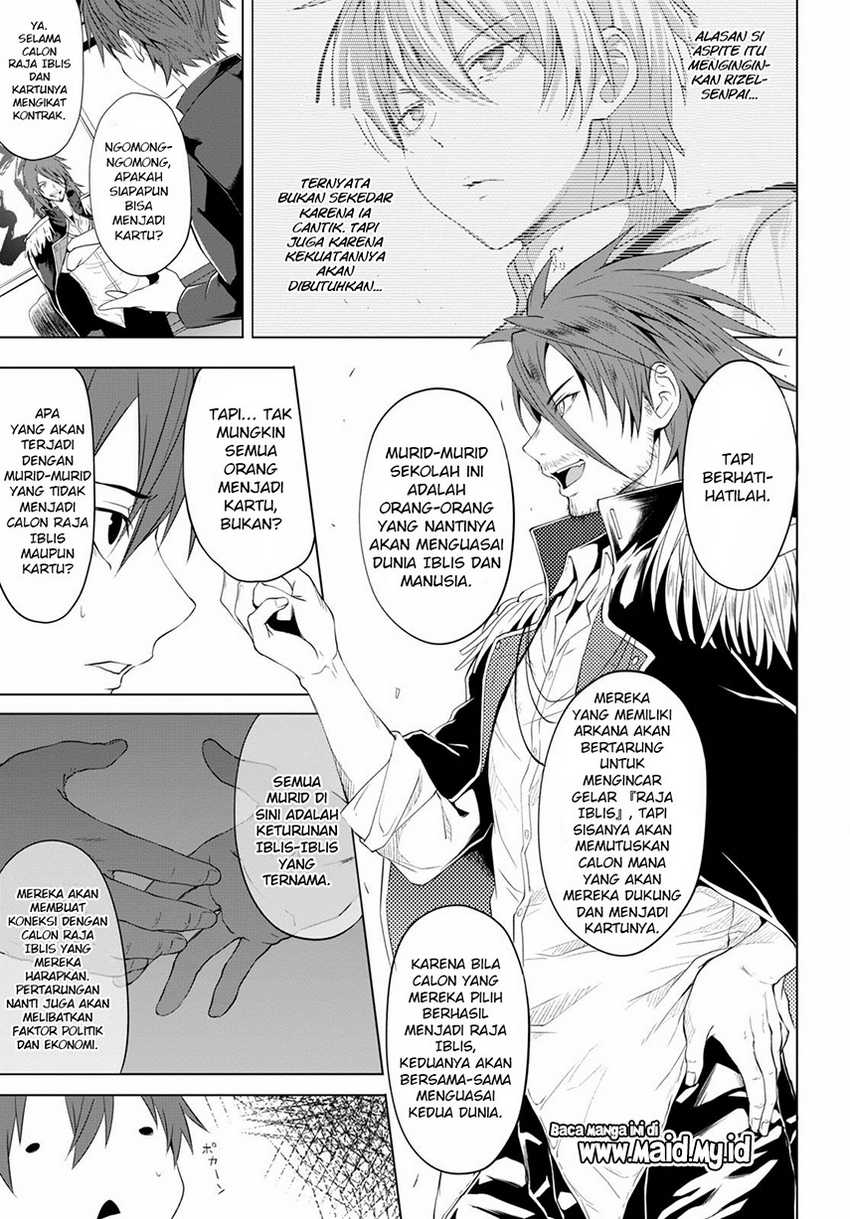 ALASAN SI
ASPITE ITU
MENGINGIN-
KAN RIZEL-
SENPAI...
TERNYATA
BUKAN SEKEDAR
KARENA IA
CANTIK. TAPI
JUGA KARENA
KEKUATANNYA
AKAN
DIBUTUHKAN...
NGOMONG-
NGOMONG,
APAKAH
SIAPAPUN
BISA
MENJADI
KARTU?
YA.
SELAMA
CALON
RAJA IBLIS
DAN
KARTUNYA
MENGIKAT
KONTRAK.
TAPI
BERHATI-
HATILAH.
MURID-MURID
SEKOLAH INI
ADALAH
ORANG-ORANG
YANG NANTINYA
AKAN MENGUASAI
DUNIA IBLIS DAN
MANUSIA.
TAPI... TAK
MUNGKIN
SEMUA
ORANG
MENJADI
KARTU,
BUKAN?
APA
YANG AKAN
TERJADI
DENGAN
MURID-MURID
YANG TIDAK
MENJADI
CALON RAJA
IBLIS
MAUPUN
KARTU?
MEREKA
YANG MEMILIKI
ARKANA AKAN
BERTARUNG
UNTUK
MENGINCAR
GELAR 『RAJA
IBLIS』, TAPI
SISANYA AKAN
MEMUTUSKAN
CALON MANA
YANG AKAN
MEREKA DUKUNG
DAN MENJADI
KARTUNYA.
KARENA BILA
CALON YANG
MEREKA PILIH
BERHASIL
MENJADI RAJA
IBLIS,
KEDUANYA AKAN
BERSAMA-SAMA
MENGUASAI
KEDUA DUNIA.
SEMUA
MURID DI
SINI ADALAH
KETURUNAN
IBLIS-IBLIS
YANG
TERNAMA.
MEREKA AKAN
MEMBUAT
KONEKSI DENGAN
CALON RAJA
IBLIS YANG
MEREKA
HARAPKAN.
PERTARUNGAN
NANTI JUGA AKAN
MELIBATKAN
FAKTOR POLITIK
DAN EKONOMI.
ポカーン
BACA MANGA INI DI
www.MAID.MY.id